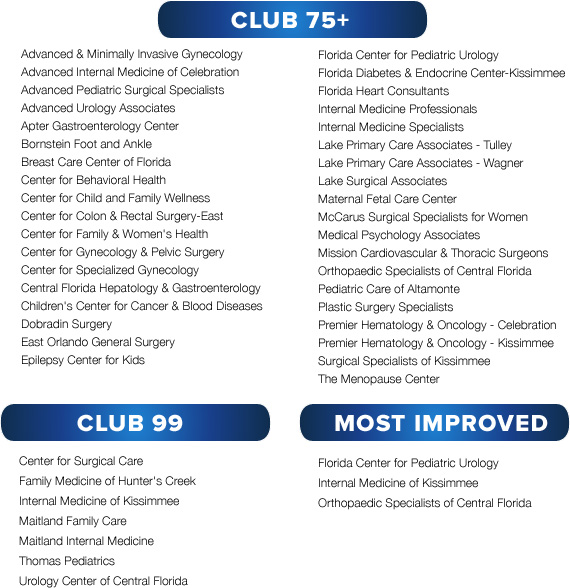 CLUB 75+
Advanced & Minimally Invasive Gynecology
Advanced Internal Medicine of Celebration
Advanced Pediatric Surgical Specialists
Advanced Urology Associates
Apter Gastroenterology Center
Bornstein Foot and Ankle
Breast Care Center of Florida
Center for Behavioral Health
Center for Child and Family Wellness
Center for Colon & Rectal Surgery-East
Center for Family & Women's Health
Center for Gynecology & Pelvic Surgery
Center for Specialized Gynecology
Central Florida Hepatology & Gastroenterology
Children's Center for Cancer & Blood Diseases
Dobradin Surgery
East Orlando General Surgery
Epilepsy Center for Kids
Florida Center for Pediatric Urology
Florida Diabetes & Endocrine Center-Kissimmee
Florida Heart Consultants
Internal Medicine Professionals
Internal Medicine Specialists
Lake Primary Care Associates - Tulley
Lake Primary Care Associates - Wagner
Lake Surgical Associates
Maternal Fetal Care Center
McCarus Surgical Specialists for Women
Medical Psychology Associates
Mission Cardiovascular & Thoracic Surgeons
Orthopaedic Specialists of Central Florida
Pediatric Care of Altamonte
Plastic Surgery Specialists
Premier Hematology & Oncology - Celebration
Premier Hematology & Oncology - Kissimmee
Surgical Specialists of Kissimmee
The Menopause Center
CLUB 99
Center for Surgical Care
Family Medicine of Hunter's Creek
Internal Medicine of Kissimmee
Maitland Family Care
Maitland Internal Medicine
Thomas Pediatrics
Urology Center of Central Florida
MOST IMPROVED
Florida Center for Pediatric Urology
Internal Medicine of Kissimmee
Orthopaedic Specialists of Central Florida